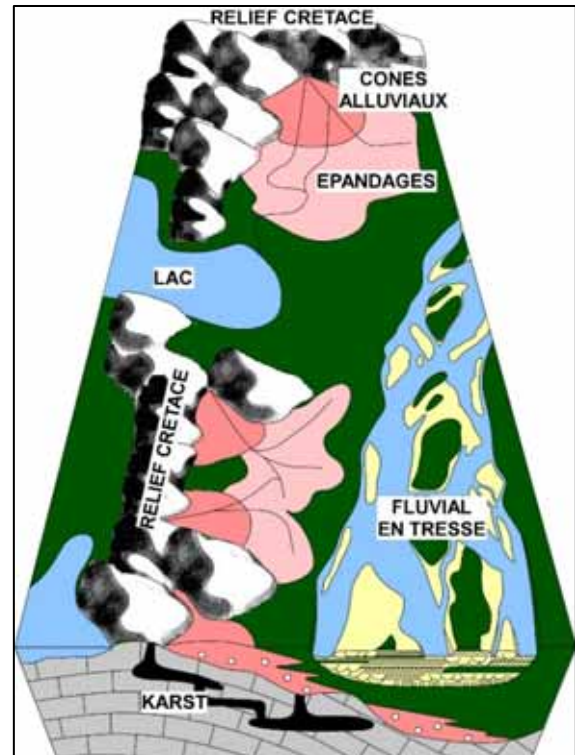 RELIEF CRETACE
CONES
ALLUVIAUX
EPANDAGES
LAC
RELIEF CRETACE
FLUVIAL
EN TRESSE
KARST